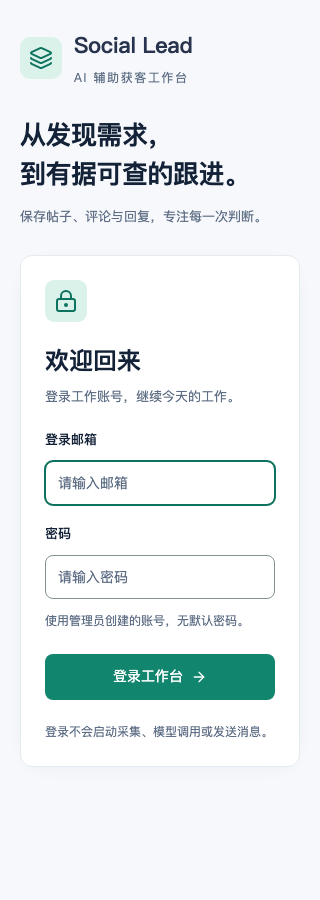 Social Lead
AI 辅助获客工作台
从发现需求，
到有据可查的跟进。
保存帖子、评论与回复，专注每一次判断。
欢迎回来
登录工作账号，继续今天的工作。
登录邮箱
请输入邮箱
密码
请输入密码
使用管理员创建的账号，无默认密码。
登录工作台 →
登录不会启动采集、模型调用或发送消息。